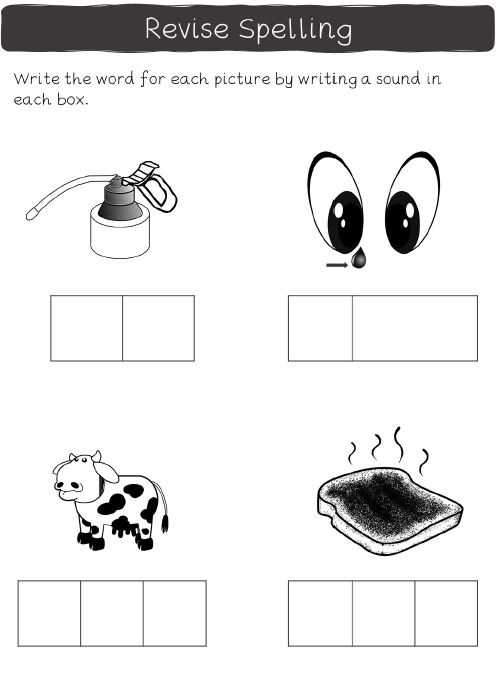 Revise Spelling
Write the word for each picture by writing a sound in
each box.